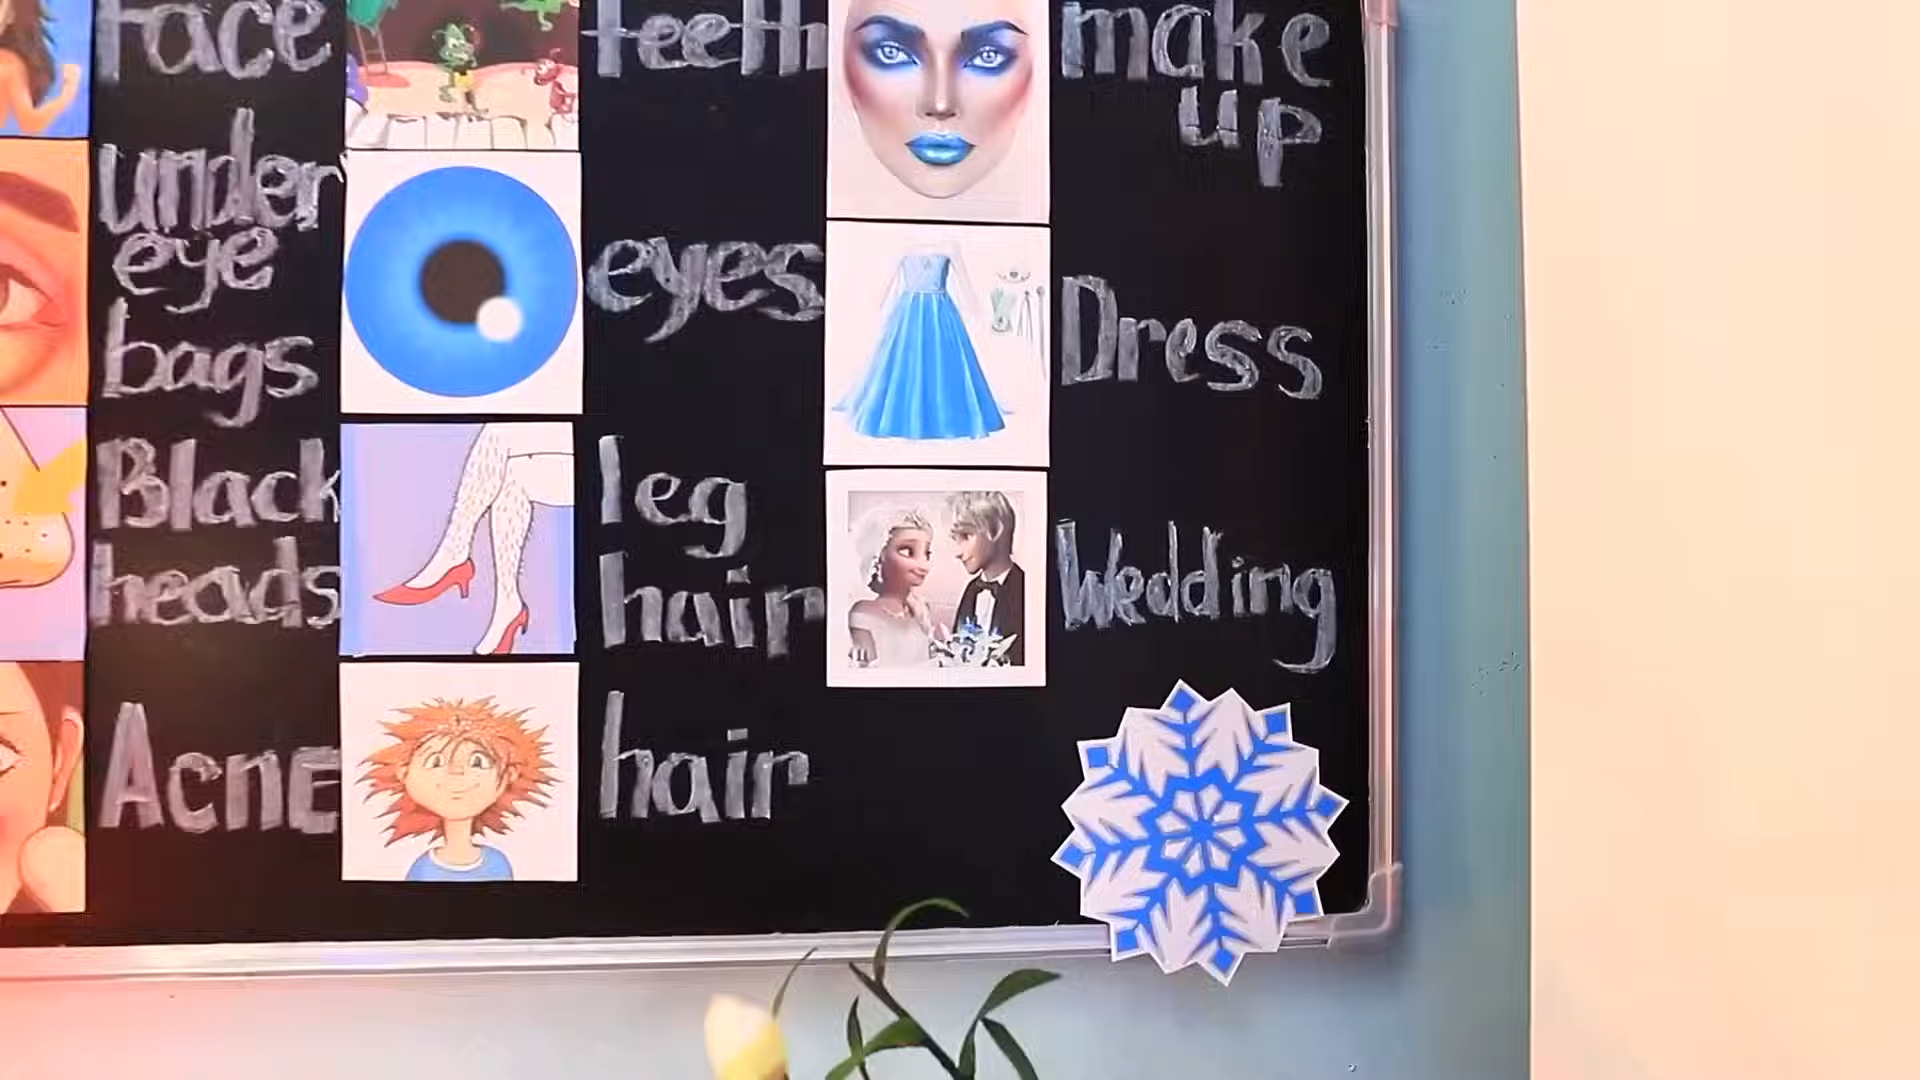 face
under
eye
bags
Black
heads
Acne
teeth
eyes
leg
hair
hair
make
up
Dress
Wedding